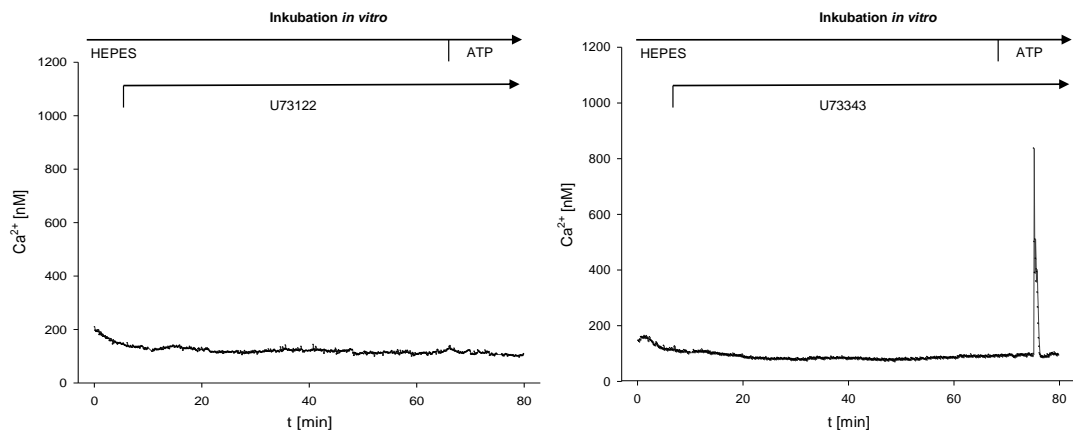 Inkubation in vitro
HEPES
ATP
U73122
1200
1000
800
600
400
200
0
Ca2+ [nM]
0 20 40 60 80
t [min]
Inkubation in vitro
HEPES
ATP
U73343
1200
1000
800
600
400
200
0
Ca2+ [nM]
0 20 40 60 80
t [min]